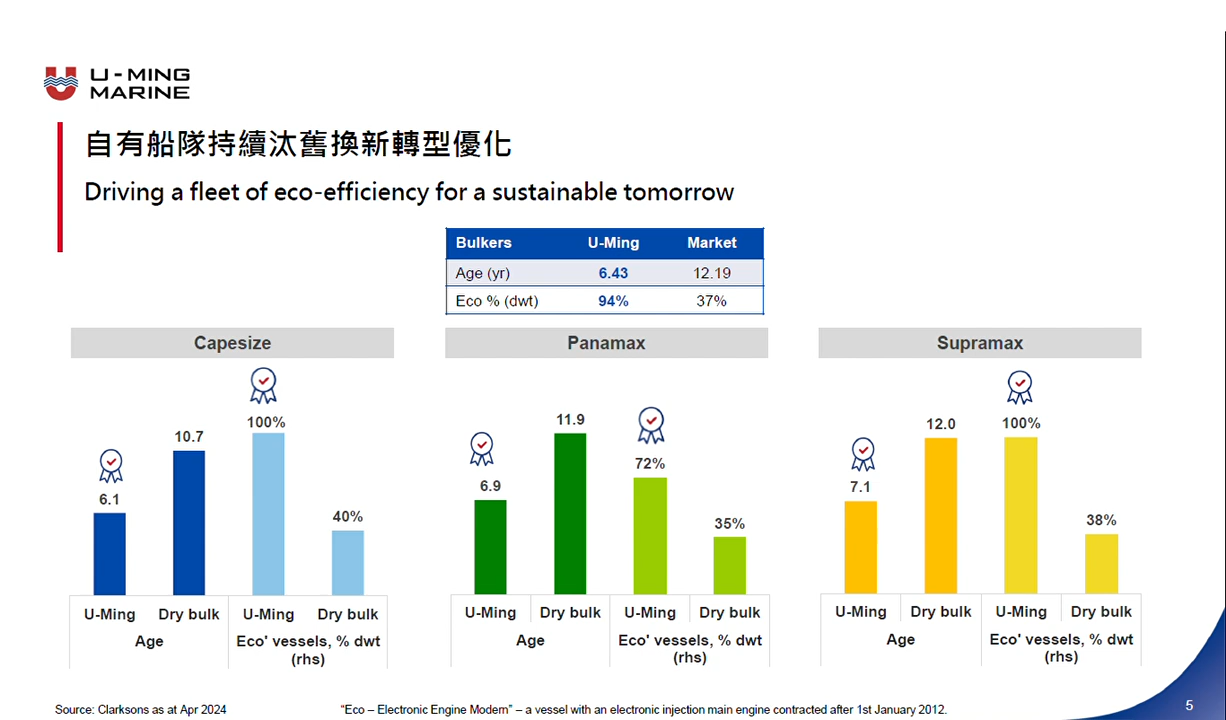 U-MING
MARINE
自有船隊持續汰舊換新轉型優化
Driving a fleet of eco-efficiency for a sustainable tomorrow
Bulkers U-Ming Market
Age (yr) 6.43 12.19
Eco % (dwt) 94% 37%
Capesize
6.1
10.7
100%
40%
U-Ming Dry bulk U-Ming Dry bulk
Age Eco' vessels, % dwt
(rhs)
Panamax
6.9
11.9
72%
35%
U-Ming Dry bulk U-Ming Dry bulk
Age Eco' vessels, % dwt
(rhs)
Supramax
7.1
12.0
100%
38%
U-Ming Dry bulk U-Ming Dry bulk
Age Eco' vessels, % dwt
(rhs)
Source: Clarksons as at Apr 2024
“Eco – Electronic Engine Modern” – a vessel with an electronic injection main engine contracted after 1st January 2012.
5